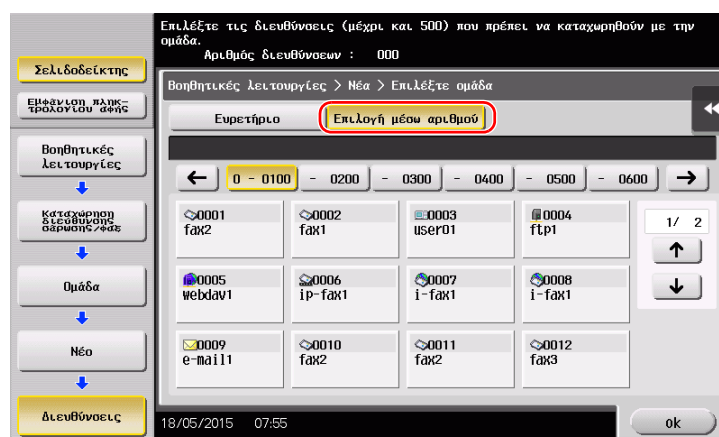 Επιλέξτε τις διευθύνσεις (μέχρι και 500) που πρέπει να καταχωρηθούν με την
ομάδα.
Αριθμός διευθύνσεων : 000
Σελιδοδείκτης
Εμφάνιση πληκ-
τρολογίου αφής
Βοηθητικές
λειτουργίες
Καταχώρηση
διεύθυνσης
σάρωσης/φαξ
Ομάδα
Νέο
Διευθύνσεις
Βοηθητικές λειτουργίες > Νέα > Επιλέξτε ομάδα
Ευρετήριο Επιλογή μέσω αριθμού
← 0 - 0100 - 0200 - 0300 - 0400 - 0500 - 0600 →
0001 0002 0003 0004
fax2 fax1 user01 ftp1
1/ 2
↑
0005 0006 0007 0008
webdav1 ip-fax1 i-fax1 i-fax1
↓
0009 0010 0011 0012
e-mail1 fax2 fax2 fax3
18/05/2015 07:55
ok